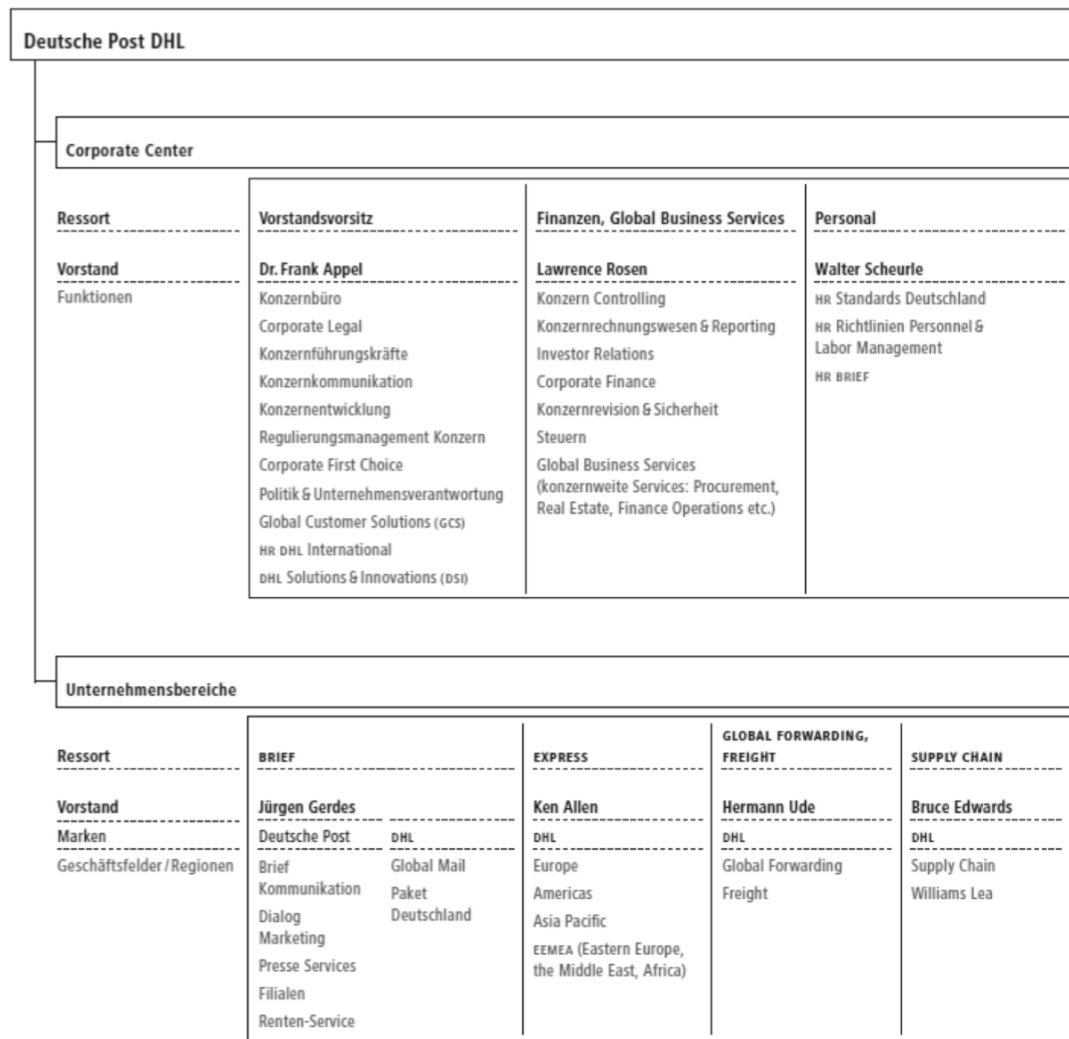 Deutsche Post DHL
Corporate Center
Ressort
Vorstandsvorsitz
Finanzen, Global Business Services
Personal
Vorstand
Dr. Frank Appel
Lawrence Rosen
Walter Scheurle
Funktionen
Konzernbüro
Corporate Legal
Konzernführungskräfte
Konzernkommunikation
Konzernentwicklung
Regulierungsmanagement Konzern
Corporate First Choice
Politik & Unternehmensverantwortung
Global Customer Solutions (GCS)
HR DHL International
DHL Solutions & Innovations (DSI)
Konzern Controlling
Konzernrechnungswesen & Reporting
Investor Relations
Corporate Finance
Konzernrevision & Sicherheit
Steuern
Global Business Services
(konzernweite Services: Procurement,
Real Estate, Finance Operations etc.)
HR Standards Deutschland
HR Richtlinien Personnel &
Labor Management
HR BRIEF
Unternehmensbereiche
Ressort
BRIEF
EXPRESS
GLOBAL FORWARDING,
FREIGHT
SUPPLY CHAIN
Vorstand
Jürgen Gerdes
Ken Allen
Hermann Ude
Bruce Edwards
Marken
Deutsche Post
DHL
DHL
DHL
DHL
Geschäftsfelder / Regionen
Brief
Kommunikation
Dialog
Marketing
Presse Services
Filialen
Renten-Service
Global Mail
Paket
Deutschland
Europe
Americas
Asia Pacific
EEMEA (Eastern Europe,
the Middle East, Africa)
Global Forwarding
Freight
Supply Chain
Williams Lea